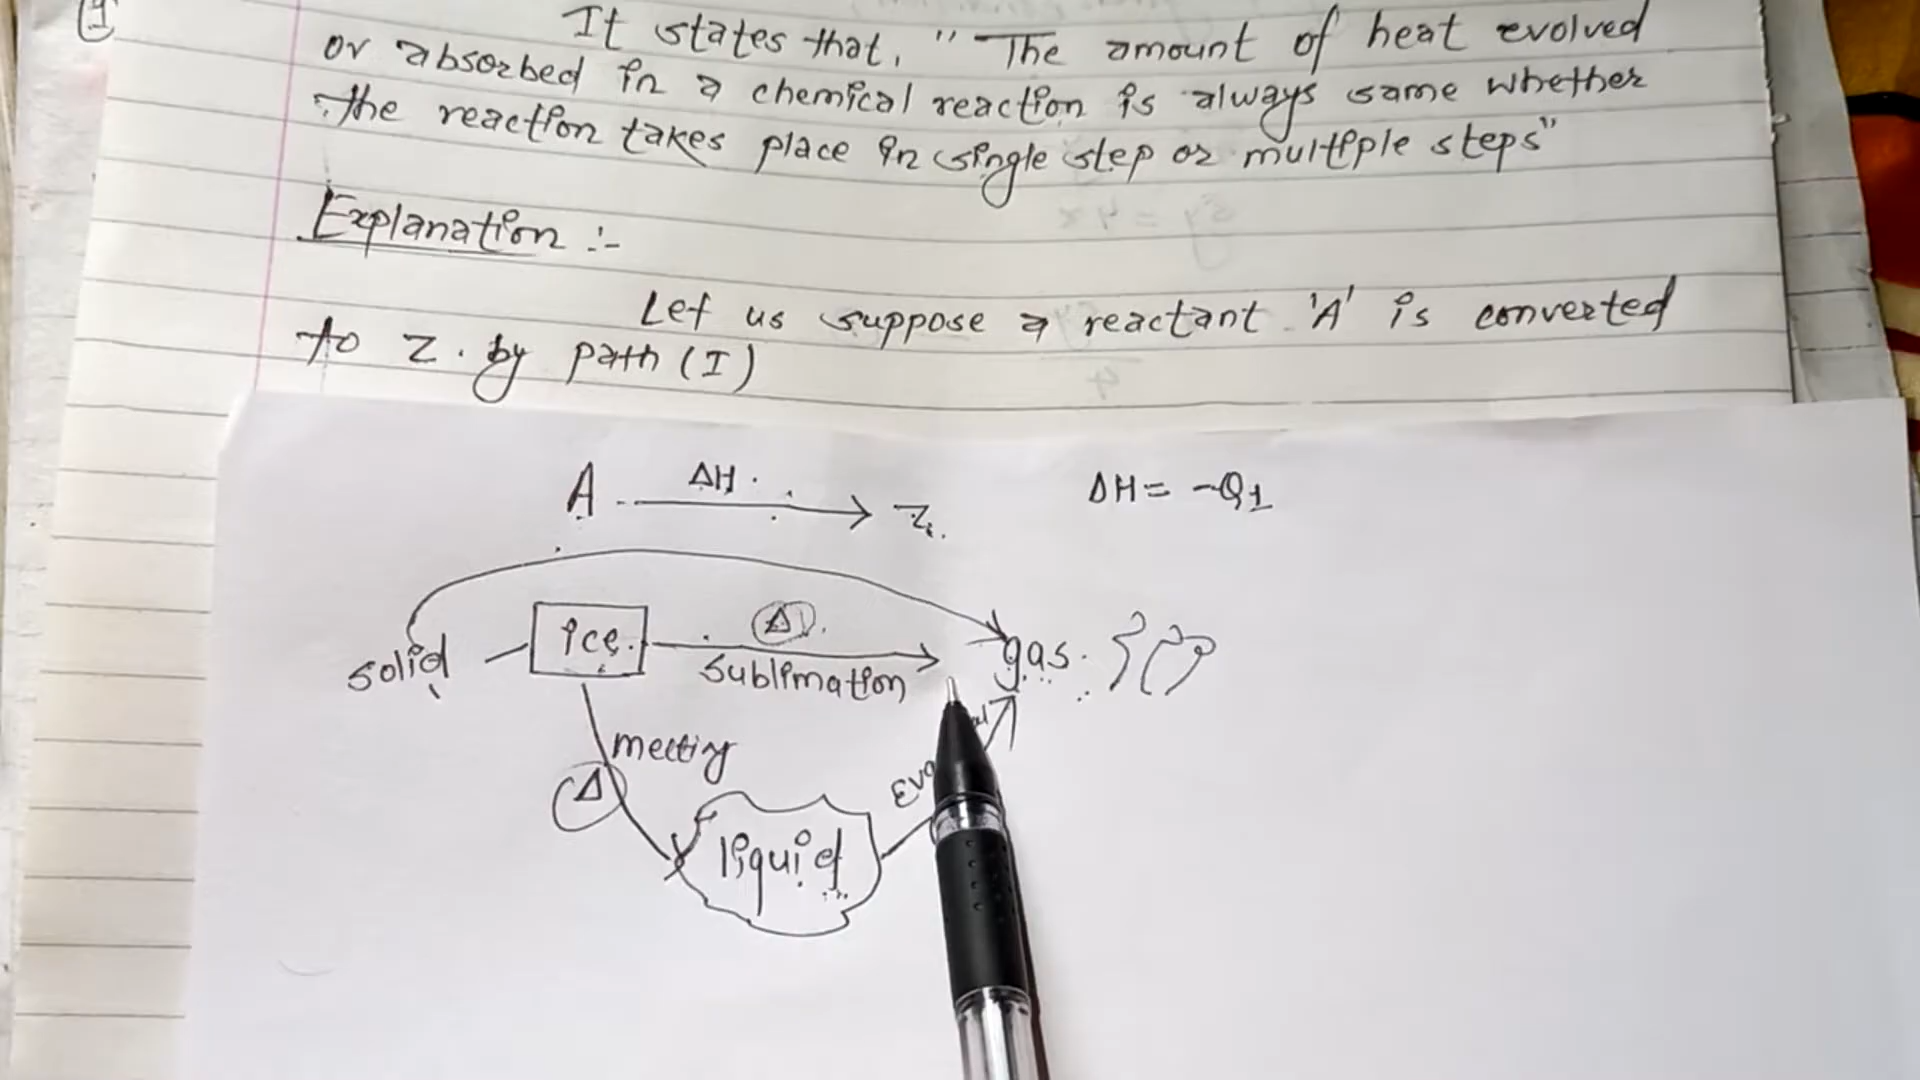 It states that, "The amount of heat evolved
or absorbed in a chemical reaction is always same whether
the reaction takes place in single step or multiple steps"
Explanation :-
Let us suppose a reactant 'A' is converted
to Z. by path (I)
A ΔH Z.
ΔH = -Q1
solid
ice.
Δ
sublimation
gas.
melting
Δ
liquid